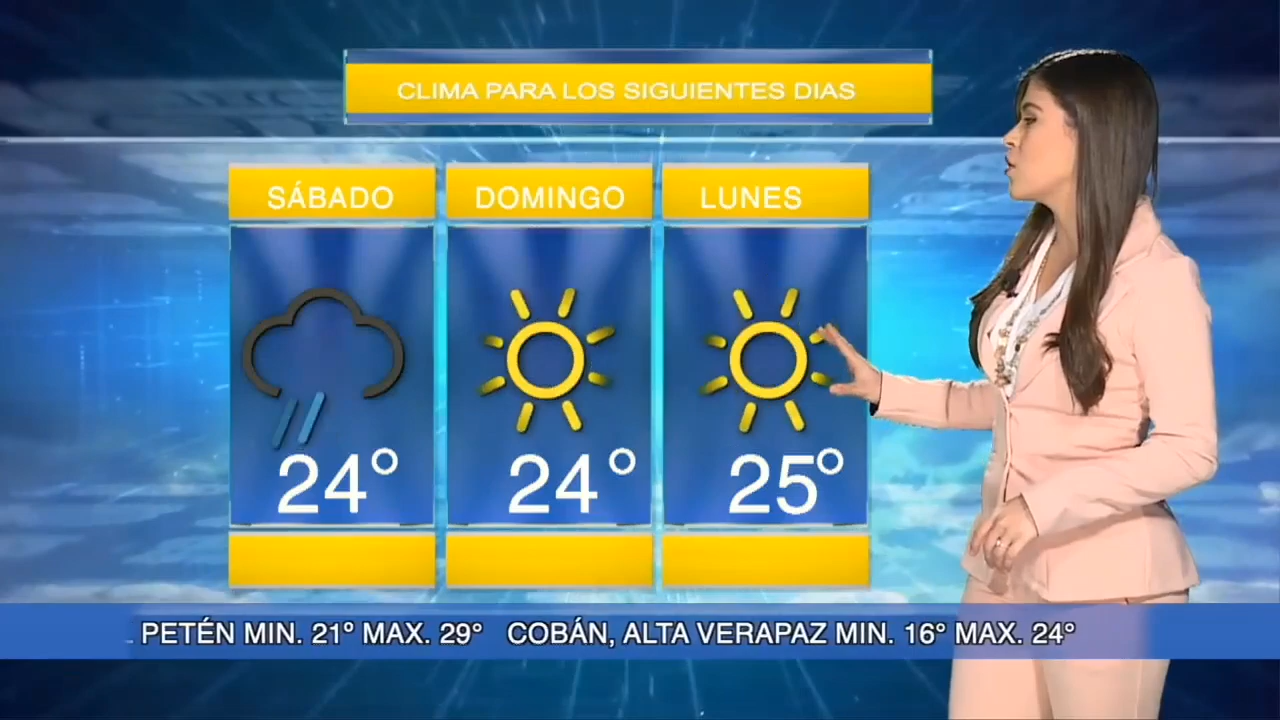 CLIMA PARA LOS SIGUIENTES DIAS
SÁBADO
DOMINGO
LUNES
24°
24°
25°
PETÉN MIN. 21° MAX. 29° COBÁN, ALTA VERAPAZ MIN. 16° MAX. 24°